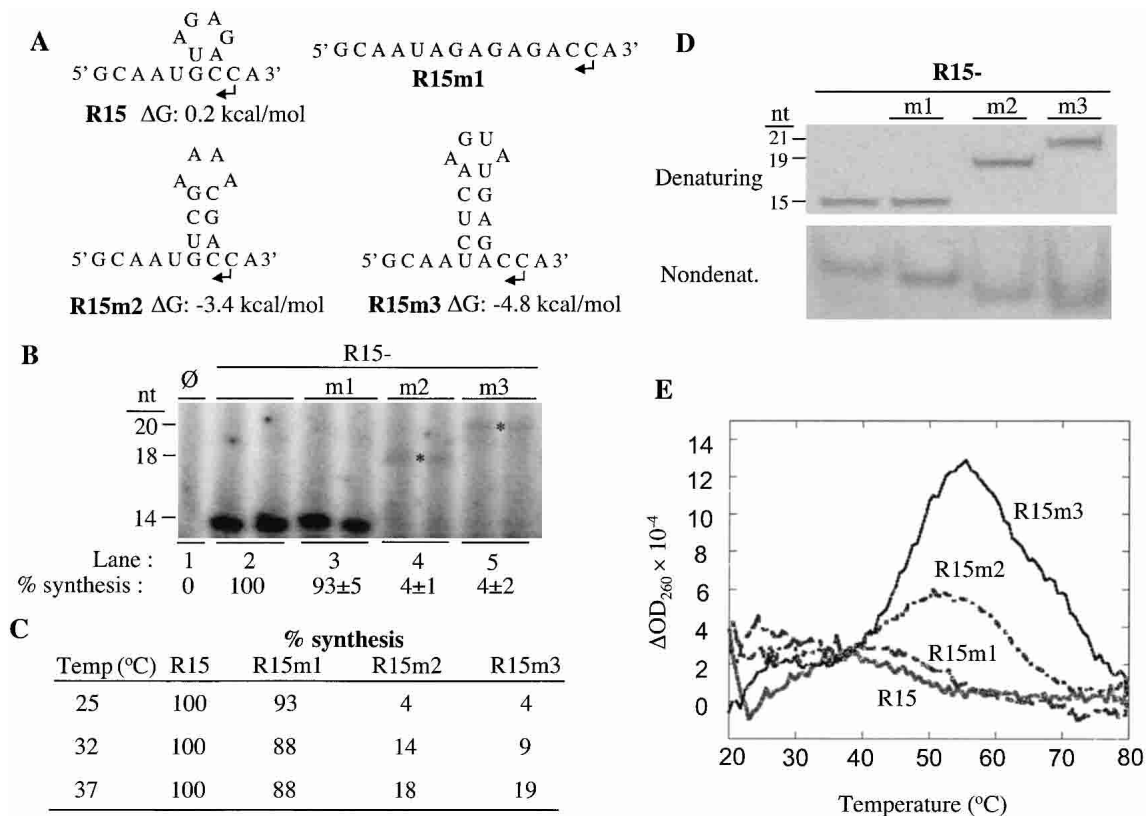 A
G
A A
A G
U A
5' G C A A U G C C A 3'
R15 ΔG: 0.2 kcal/mol
5' G C A A U A G A G A G A C C A 3'
R15m1
A A
A A
G C
C G
U A
5' G C A A U G C C A 3'
R15m2 ΔG: -3.4 kcal/mol
G U
A A
A U
C G
U A
C G
5' G C A A U A C C A 3'
R15m3 ΔG: -4.8 kcal/mol
B
R15-
nt Ø m1 m2 m3
20
18
14
* *
Lane : 1 2 3 4 5
% synthesis : 0 100 93±5 4±1 4±2
C
% synthesis
Temp (°C) R15 R15m1 R15m2 R15m3
25 100 93 4 4
32 100 88 14 9
37 100 88 18 19
D
R15-
nt m1 m2 m3
21
19
15
Denaturing
Nondenat.
E
ΔOD260 × 10-4
14
12
10
8
6
4
2
0
R15m3
R15m2
R15m1
R15
20 30 40 50 60 70 80
Temperature (°C)